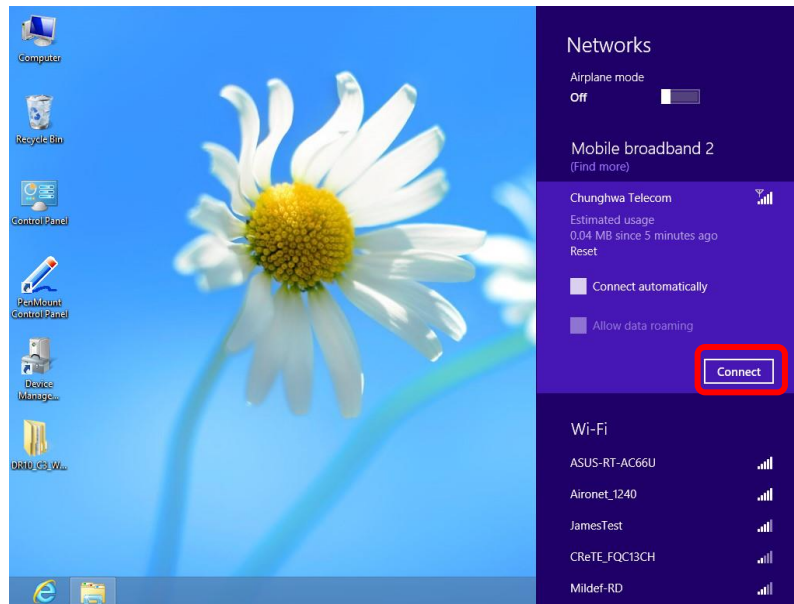 Computer
Recycle Bin
Control Panel
PenMount
Control Panel
Device
Manage...
DR10_C3_W...
Networks
Airplane mode
Off
Mobile broadband 2
(Find more)
Chunghwa Telecom
Estimated usage
0.04 MB since 5 minutes ago
Reset
Connect automatically
Allow data roaming
Connect
Wi-Fi
ASUS-RT-AC66U
Aironet_1240
JamesTest
CReTE_FQC13CH
Mildef-RD